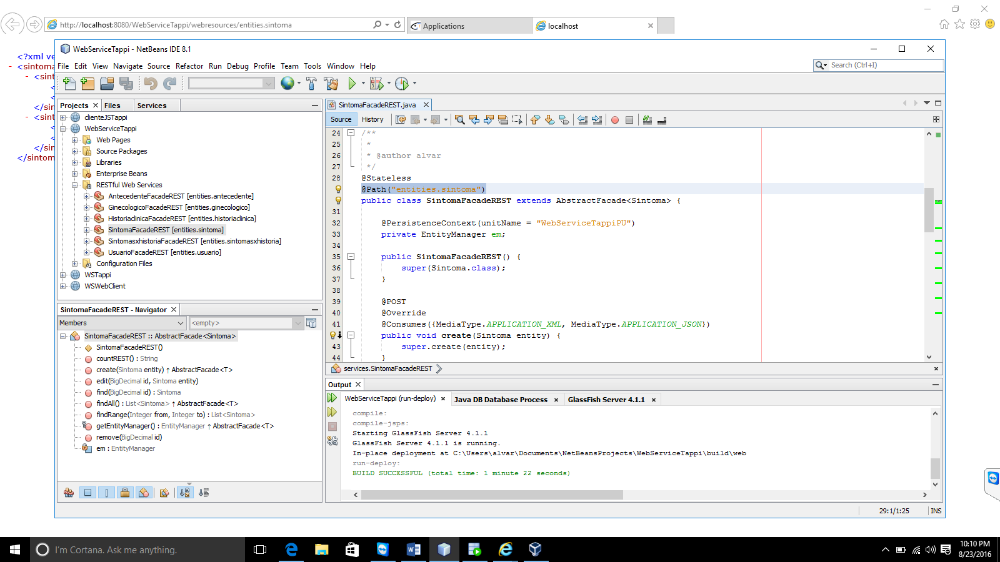 http://localhost:8080/WebServiceTappi/webresources/entities.sintoma
Applications
localhost
<?xml ve
- <sintoma
- <sint
<
<
</sin
- <sint
<
<
</sin
</sintom
WebServiceTappi - NetBeans IDE 8.1
File Edit View Navigate Source Refactor Run Debug Profile Team Tools Window Help
Search (Ctrl+I)
Projects Files Services
clienteJSTappi
WebServiceTappi
Web Pages
Source Packages
Libraries
Enterprise Beans
RESTful Web Services
AntecedenteFacadeREST [entities.antecedente]
GinecologicoFacadeREST [entities.ginecologico]
HistoriaclinicaFacadeREST [entities.historiaclinica]
SintomaFacadeREST [entities.sintoma]
SintomasxhistoriaFacadeREST [entities.sintomasxhistoria]
UsuarioFacadeREST [entities.usuario]
Configuration Files
WSTappi
WSWebClient
SintomaFacadeREST - Navigator
Members
<empty>
SintomaFacadeREST :: AbstractFacade<Sintoma>
SintomaFacadeREST()
countREST() : String
create(Sintoma entity) ↑ AbstractFacade<T>
edit(BigDecimal id, Sintoma entity)
find(BigDecimal id) : Sintoma
findAll() : List<Sintoma> ↑ AbstractFacade<T>
findRange(Integer from, Integer to) : List<Sintoma>
getEntityManager() : EntityManager ↑ AbstractFacade<T>
remove(BigDecimal id)
em : EntityManager
SintomaFacadeREST.java
Source History
24 /**
25 *
26 * @author alvar
27 */
28 @Stateless
@Path("entities.sintoma")
public class SintomaFacadeREST extends AbstractFacade<Sintoma> {
31
32 @PersistenceContext(unitName = "WebServiceTappiPU")
33 private EntityManager em;
34
35 public SintomaFacadeREST() {
36 super(Sintoma.class);
37 }
38
39 @POST
40 @Override
41 @Consumes({MediaType.APPLICATION_XML, MediaType.APPLICATION_JSON})
public void create(Sintoma entity) {
43 super.create(entity);
44 }
services.SintomaFacadeREST
Output
WebServiceTappi (run-deploy) Java DB Database Process GlassFish Server 4.1.1
compile:
compile-jsps:
Starting GlassFish Server 4.1.1
GlassFish Server 4.1.1 is running.
In-place deployment at C:\Users\alvar\Documents\NetBeansProjects\WebServiceTappi\build\web
run-deploy:
BUILD SUCCESSFUL (total time: 1 minute 22 seconds)
29:1/1:25 INS
I'm Cortana. Ask me anything.
10:10 PM
8/23/2016